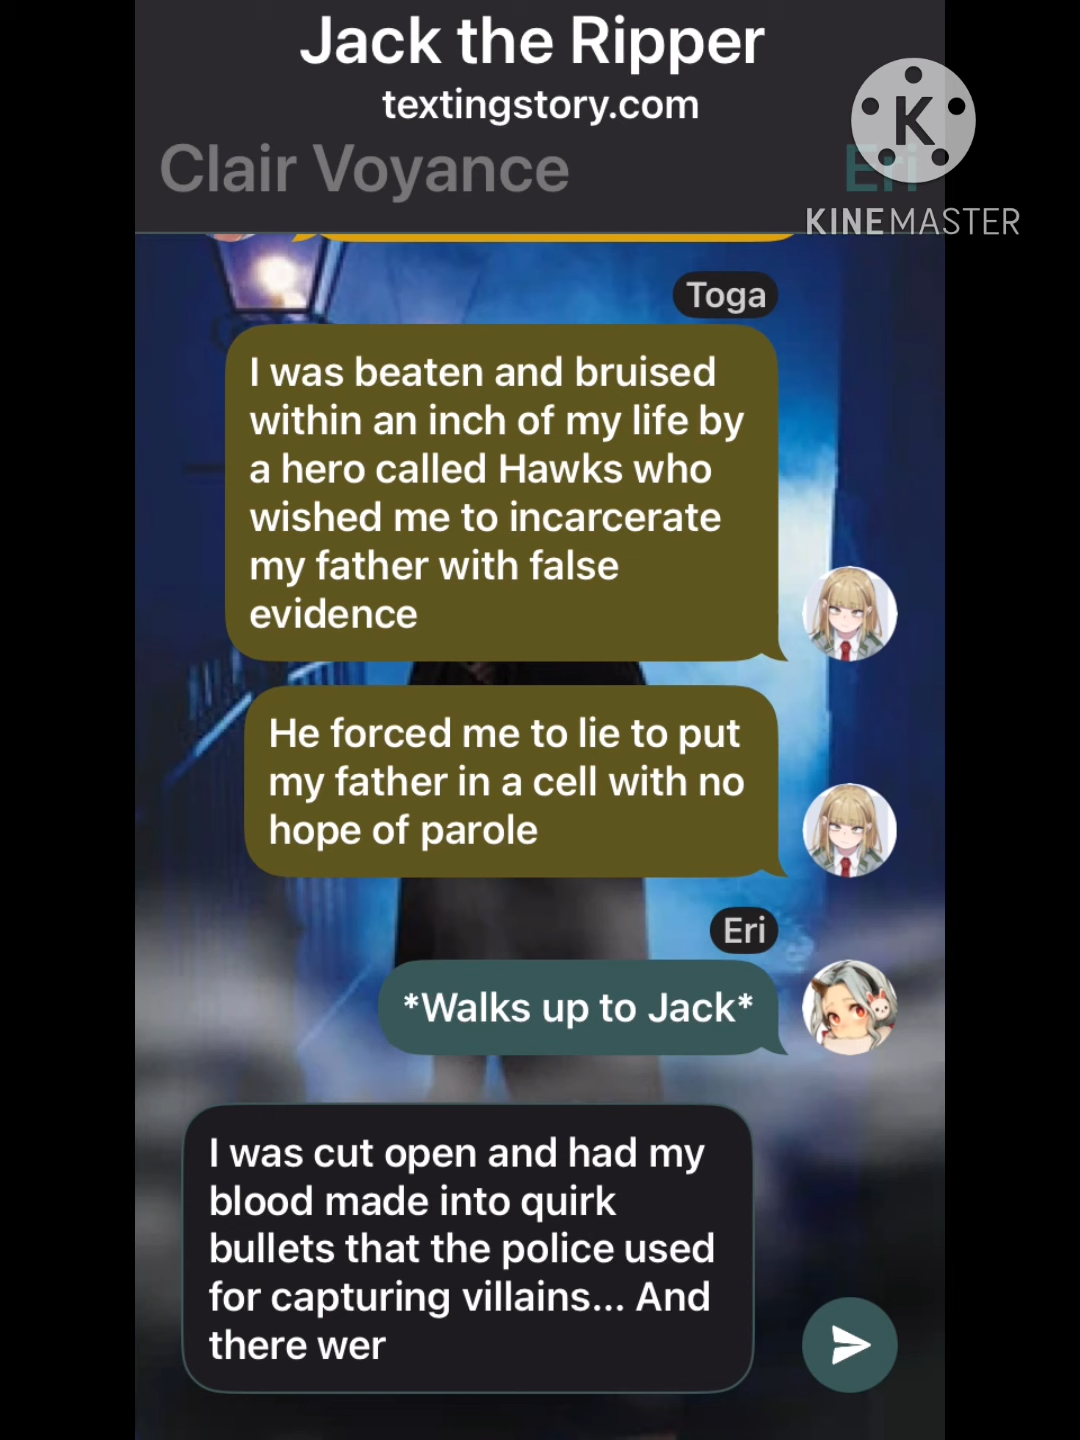 Jack the Ripper
textingstory.com
Clair Voyance
Eri
K
KINEMASTER
Toga
I was beaten and bruised
within an inch of my life by
a hero called Hawks who
wished me to incarcerate
my father with false
evidence
He forced me to lie to put
my father in a cell with no
hope of parole
Eri
*Walks up to Jack*
I was cut open and had my
blood made into quirk
bullets that the police used
for capturing villains... And
there wer